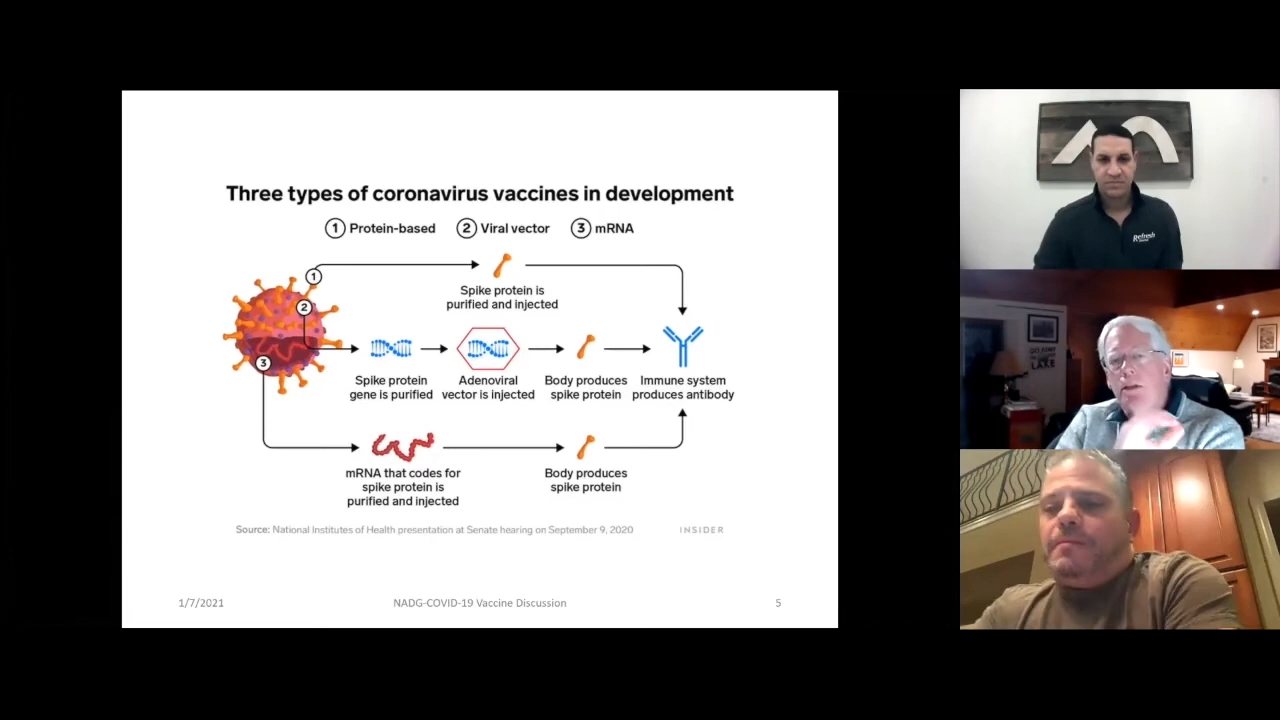 Three types of coronavirus vaccines in development
1 Protein-based 2 Viral vector 3 mRNA
1
Spike protein is
purified and injected
2
Spike protein
gene is purified
Adenoviral
vector is injected
Body produces
spike protein
Immune system
produces antibody
3
mRNA that codes for
spike protein is
purified and injected
Body produces
spike protein
Source: National Institutes of Health presentation at Senate hearing on September 9, 2020 INSIDER
1/7/2021 NADG-COVID-19 Vaccine Discussion 5
Refresh
LAKE